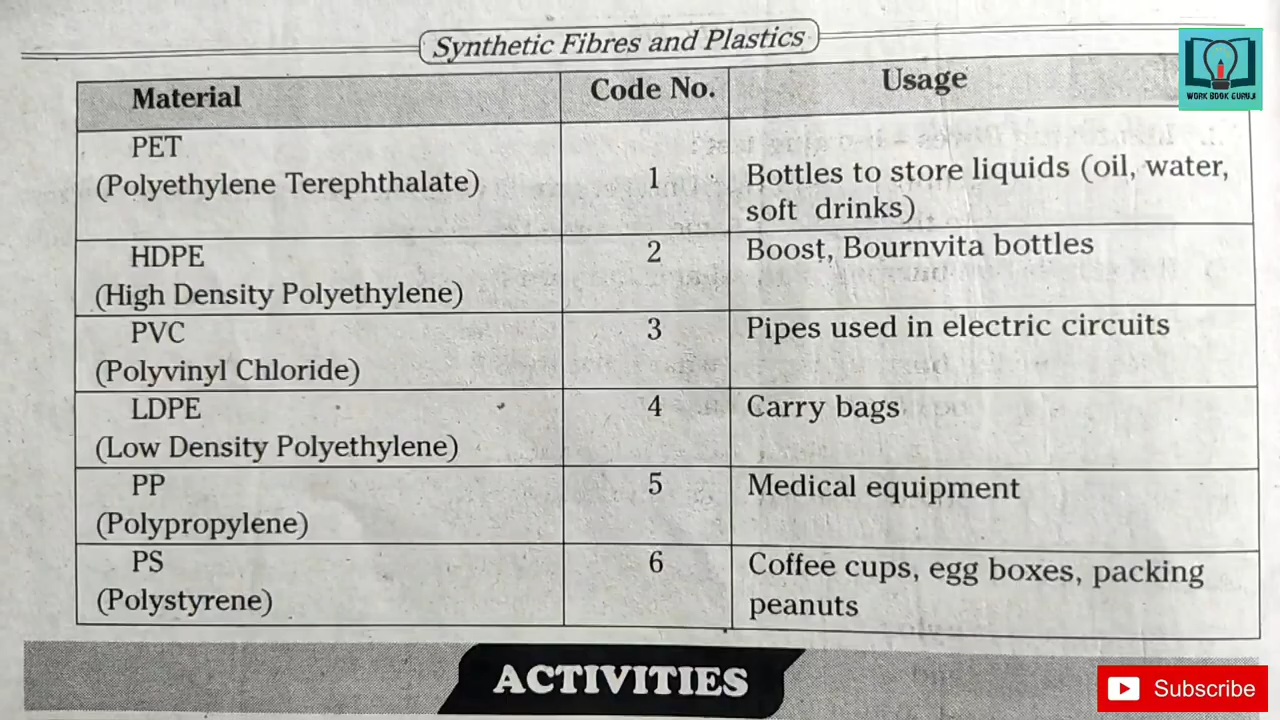 Synthetic Fibres and Plastics
WORK BOOK GURUJI
Material Code No. Usage
PET
(Polyethylene Terephthalate) 1 Bottles to store liquids (oil, water,
soft drinks)
HDPE 2 Boost, Bournvita bottles
(High Density Polyethylene)
PVC 3 Pipes used in electric circuits
(Polyvinyl Chloride)
LDPE 4 Carry bags
(Low Density Polyethylene)
PP 5 Medical equipment
(Polypropylene)
PS 6 Coffee cups, egg boxes, packing
(Polystyrene) peanuts
ACTIVITIES
Subscribe